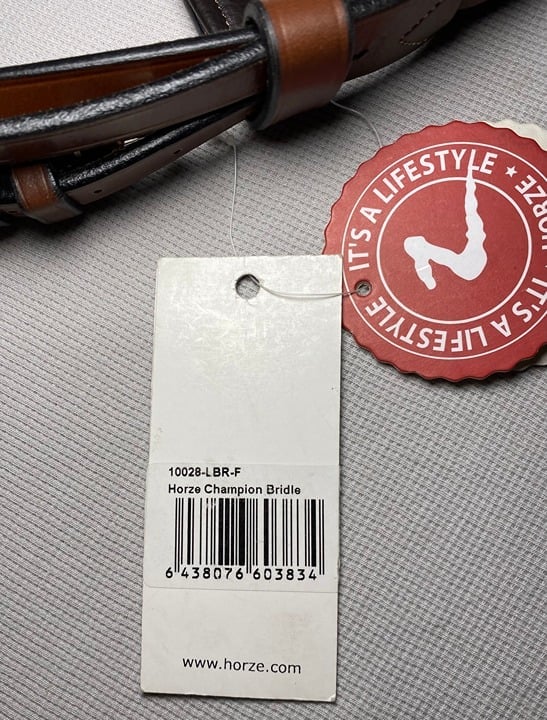 IT'S A LIFESTYLE ★ HORZE
IT'S A LIFESTYLE
10028-LBR-F
Horze Champion Bridle
6 438076 603834
www.horze.com